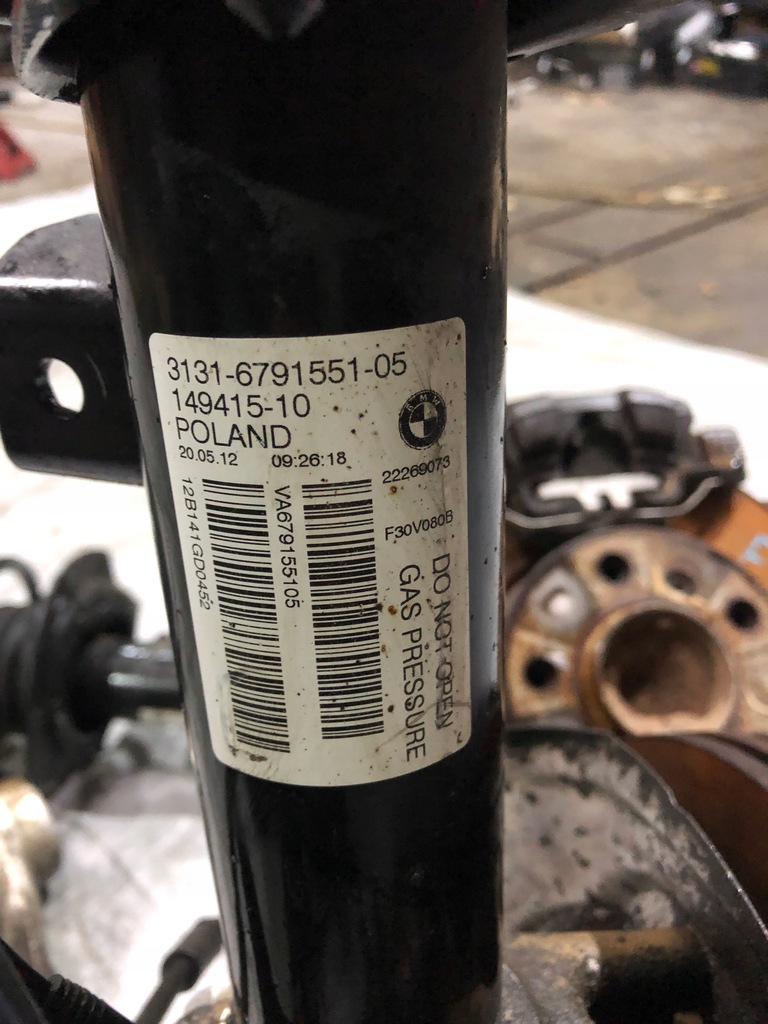 3131-6791551-05
149415-10
POLAND
20.05.12 09:26:18
BMW
22269073
F30V080B
12B141GD0452
VA679155105
DO NOT OPEN
GAS PRESSURE